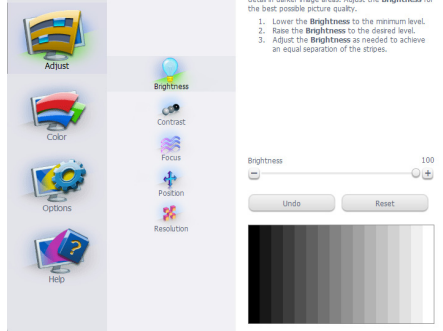 detail in darker image areas. Adjust the Brightness for
the best possible picture quality.
1. Lower the Brightness to the minimum level.
2. Raise the Brightness to the desired level.
3. Adjust the Brightness as needed to achieve
an equal separation of the stripes.
Adjust
Color
Options
Help
Brightness
Contrast
Focus
Position
Resolution
Brightness 100
Undo Reset